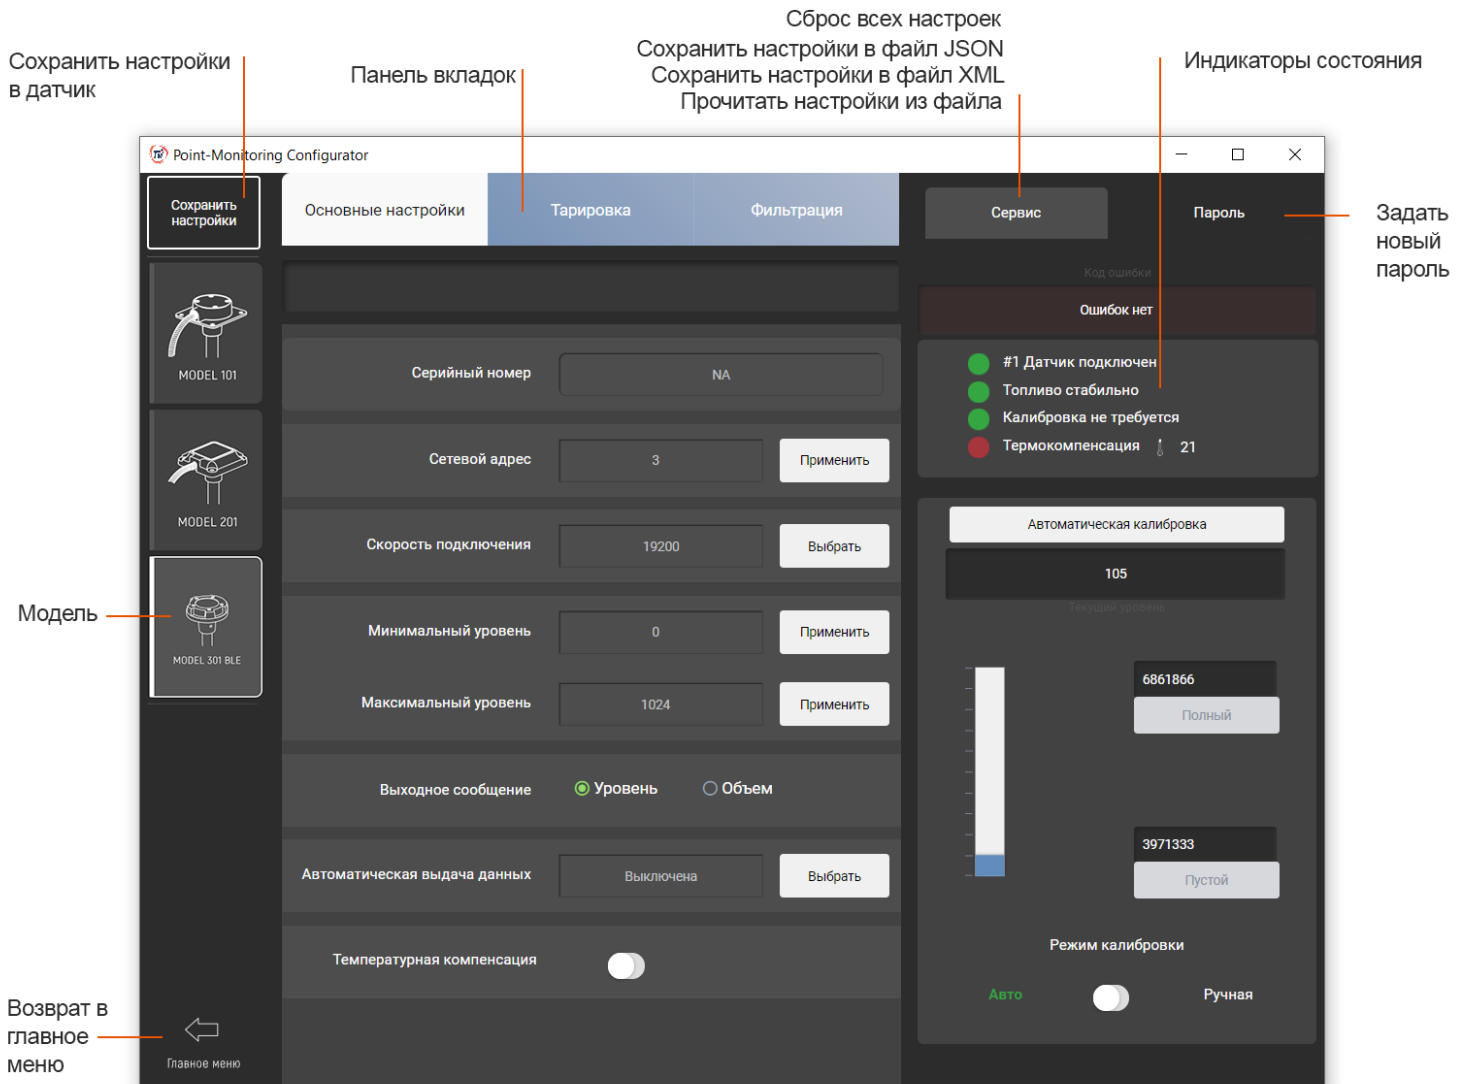 Сброс всех настроек
Сохранить настройки в файл JSON
Сохранить настройки в файл XML
Прочитать настройки из файла
Сохранить настройки
в датчик
Панель вкладок
Индикаторы состояния
Point-Monitoring Configurator
Сохранить
настройки
Основные настройки
Тарировка
Фильтрация
Сервис
Пароль
Задать
новый
пароль
Код ошибки
Ошибок нет
MODEL 101
Серийный номер
NA
#1 Датчик подключен
Топливо стабильно
Калибровка не требуется
Термокомпенсация 21
Сетевой адрес
3
Применить
MODEL 201
Скорость подключения
19200
Выбрать
Автоматическая калибровка
105
Текущий уровень
Модель
MODEL 301 BLE
Минимальный уровень
0
Применить
Максимальный уровень
1024
Применить
6861866
Полный
Выходное сообщение
Уровень
Объем
3971333
Пустой
Автоматическая выдача данных
Выключена
Выбрать
Температурная компенсация
Режим калибровки
Авто
Ручная
Возврат в
главное
меню
Главное меню